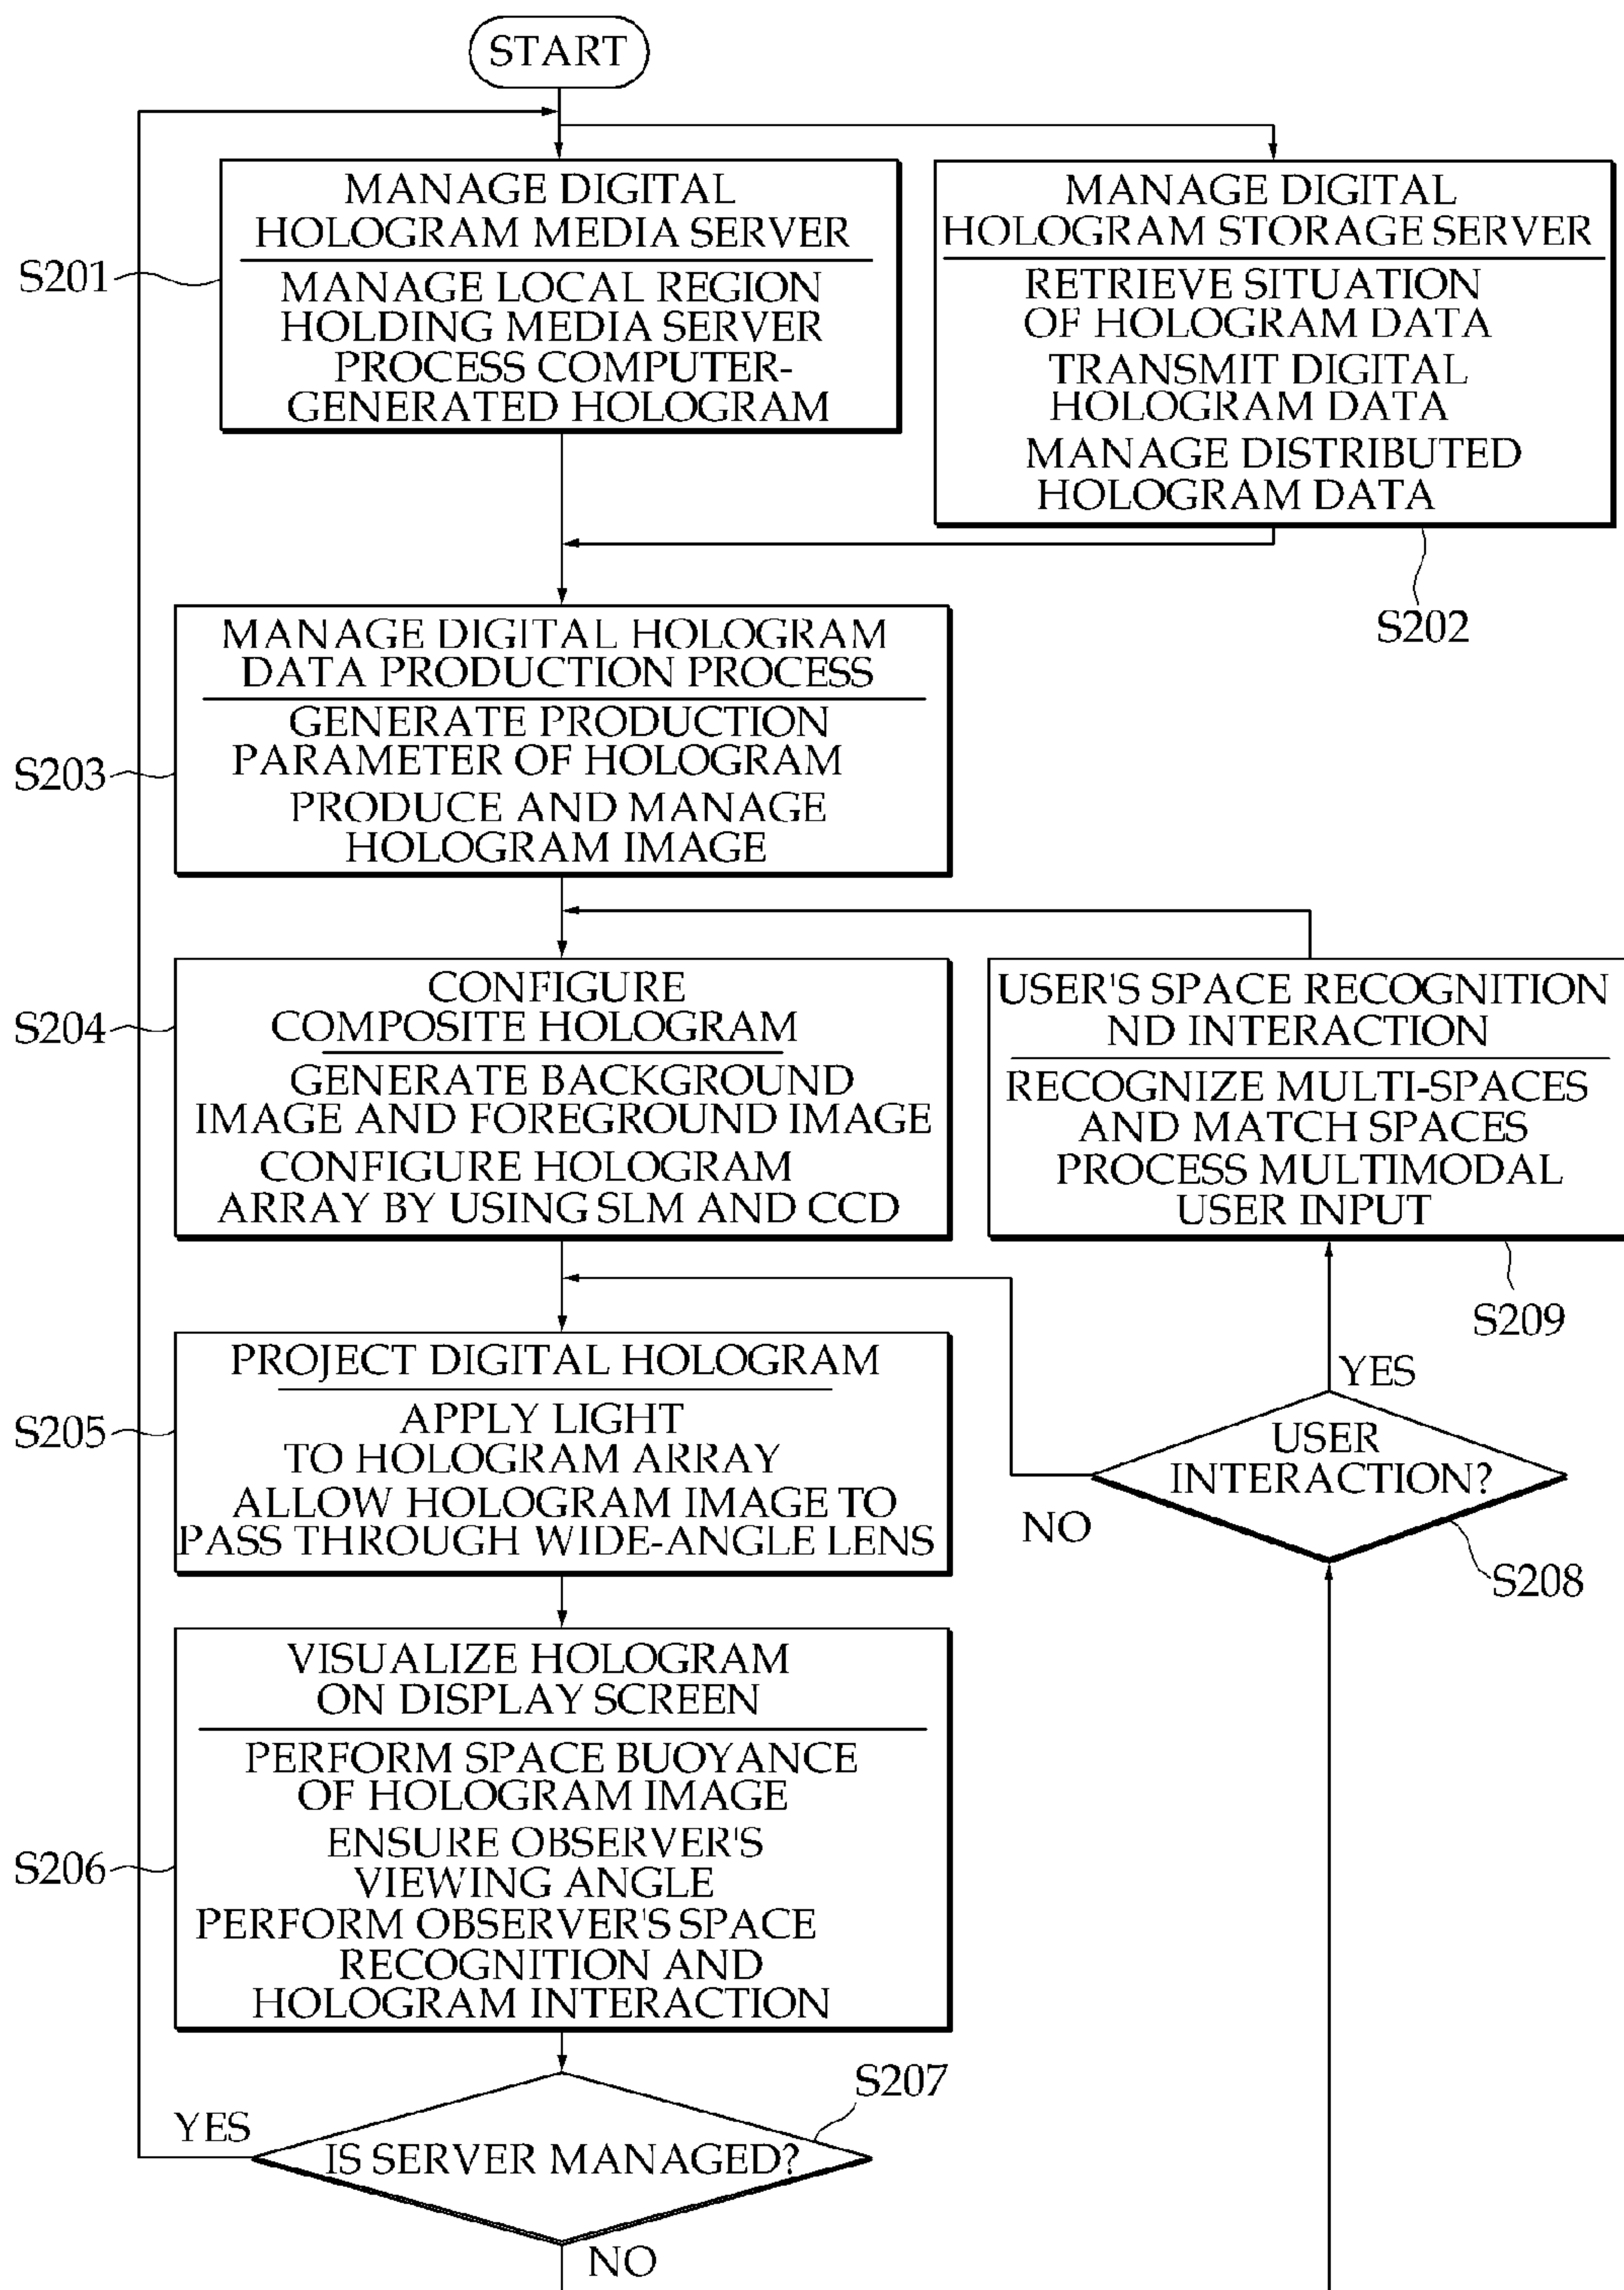 START
MANAGE DIGITAL
HOLOGRAM MEDIA SERVER
MANAGE LOCAL REGION
HOLDING MEDIA SERVER
PROCESS COMPUTER-
GENERATED HOLOGRAM
S201
MANAGE DIGITAL
HOLOGRAM STORAGE SERVER
RETRIEVE SITUATION
OF HOLOGRAM DATA
TRANSMIT DIGITAL
HOLOGRAM DATA
MANAGE DISTRIBUTED
HOLOGRAM DATA
S202
MANAGE DIGITAL HOLOGRAM
DATA PRODUCTION PROCESS
GENERATE PRODUCTION
PARAMETER OF HOLOGRAM
PRODUCE AND MANAGE
HOLOGRAM IMAGE
S203
CONFIGURE
COMPOSITE HOLOGRAM
GENERATE BACKGROUND
IMAGE AND FOREGROUND IMAGE
CONFIGURE HOLOGRAM
ARRAY BY USING SLM AND CCD
S204
USER'S SPACE RECOGNITION
ND INTERACTION
RECOGNIZE MULTI-SPACES
AND MATCH SPACES
PROCESS MULTIMODAL
USER INPUT
S209
PROJECT DIGITAL HOLOGRAM
APPLY LIGHT
TO HOLOGRAM ARRAY
ALLOW HOLOGRAM IMAGE TO
PASS THROUGH WIDE-ANGLE LENS
S205
YES
USER
INTERACTION?
NO
S208
VISUALIZE HOLOGRAM
ON DISPLAY SCREEN
PERFORM SPACE BUOYANCE
OF HOLOGRAM IMAGE
ENSURE OBSERVER'S
VIEWING ANGLE
PERFORM OBSERVER'S SPACE
RECOGNITION AND
HOLOGRAM INTERACTION
S206
S207
YES
IS SERVER MANAGED?
NO